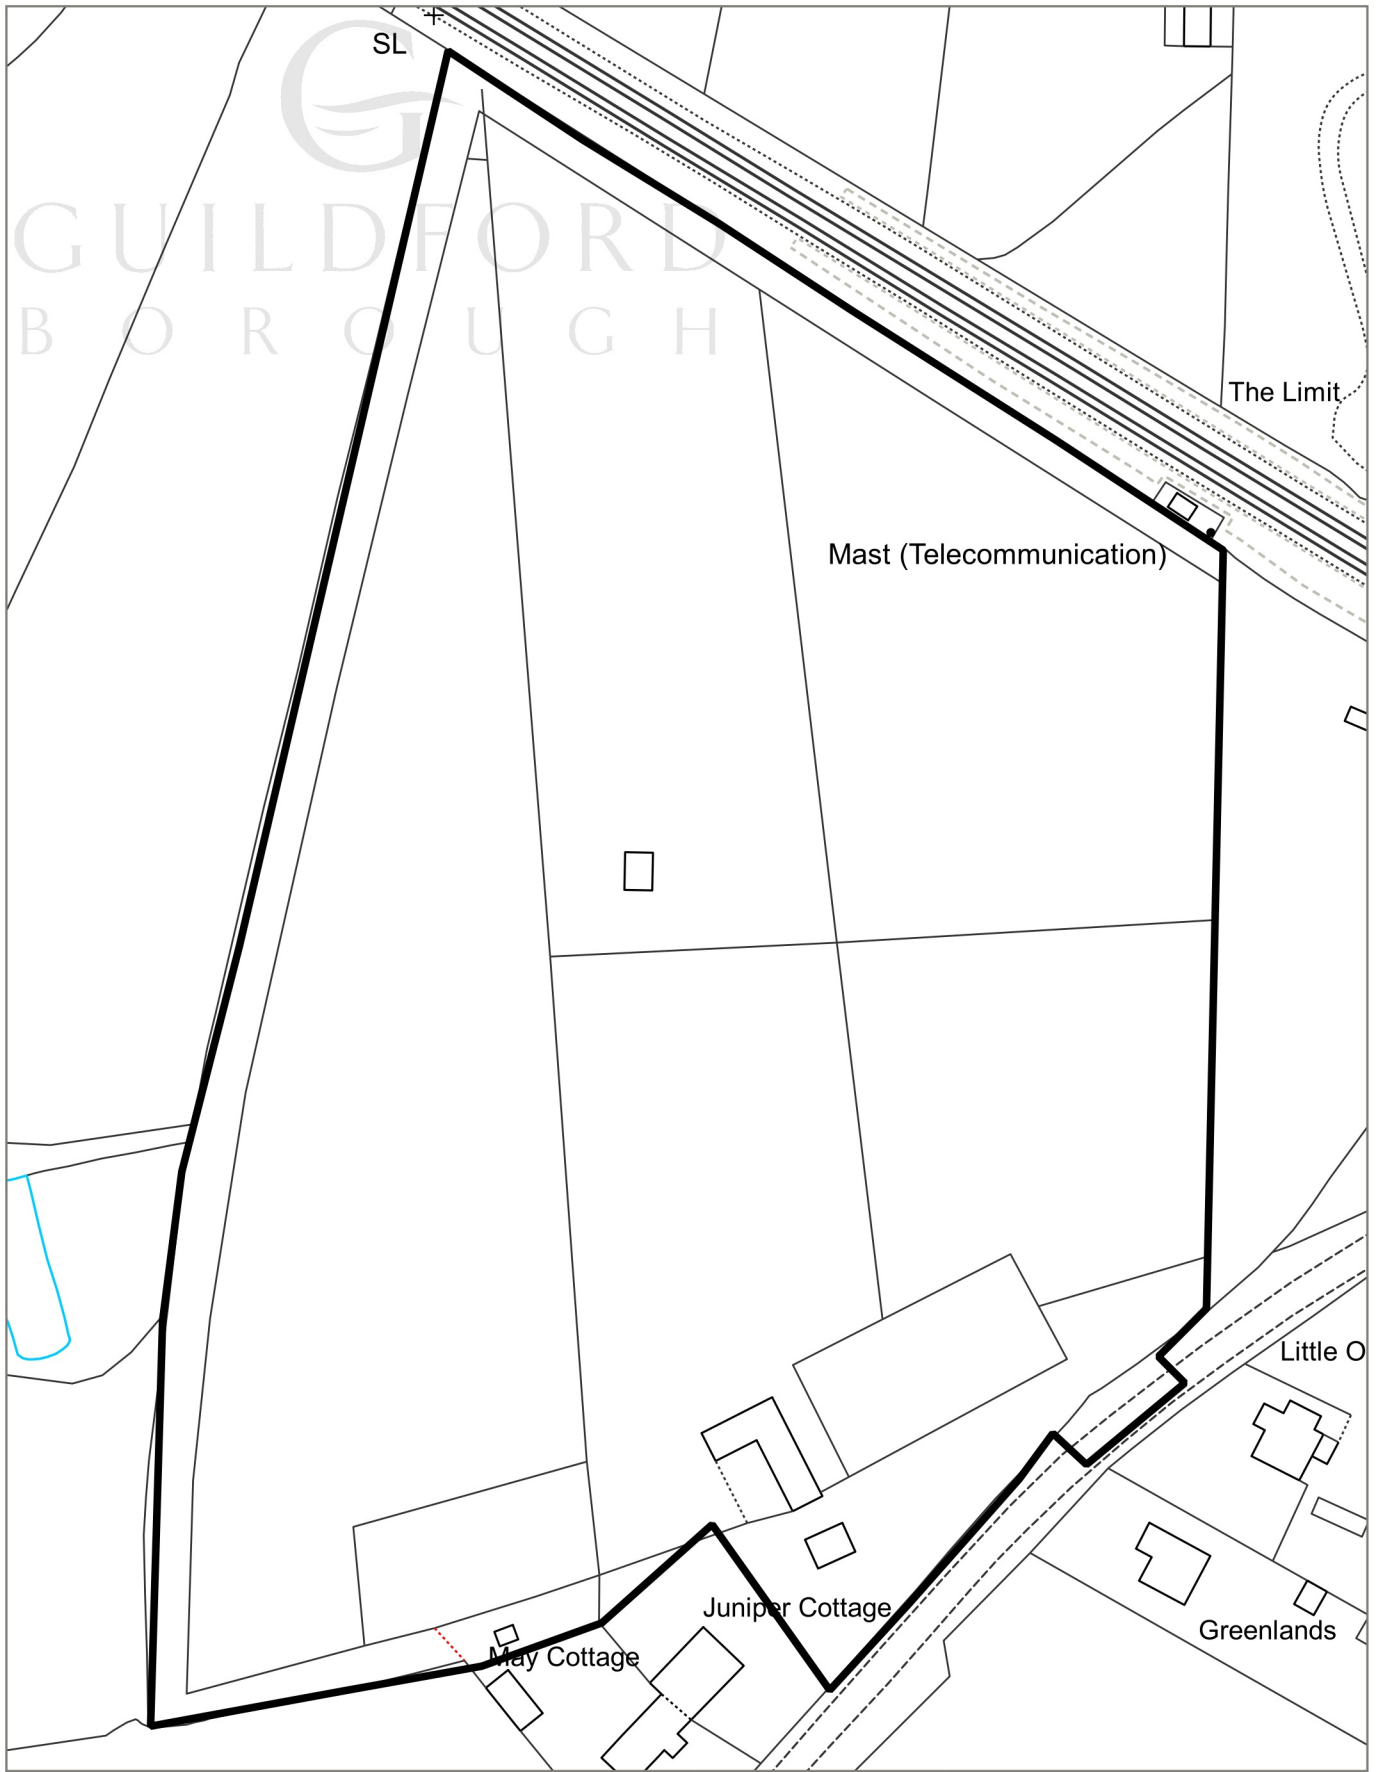 SL
GUILDFORD
BOROUGH
The Limit
Mast (Telecommunication)
Little O
Juniper Cottage
Greenlands
May Cottage